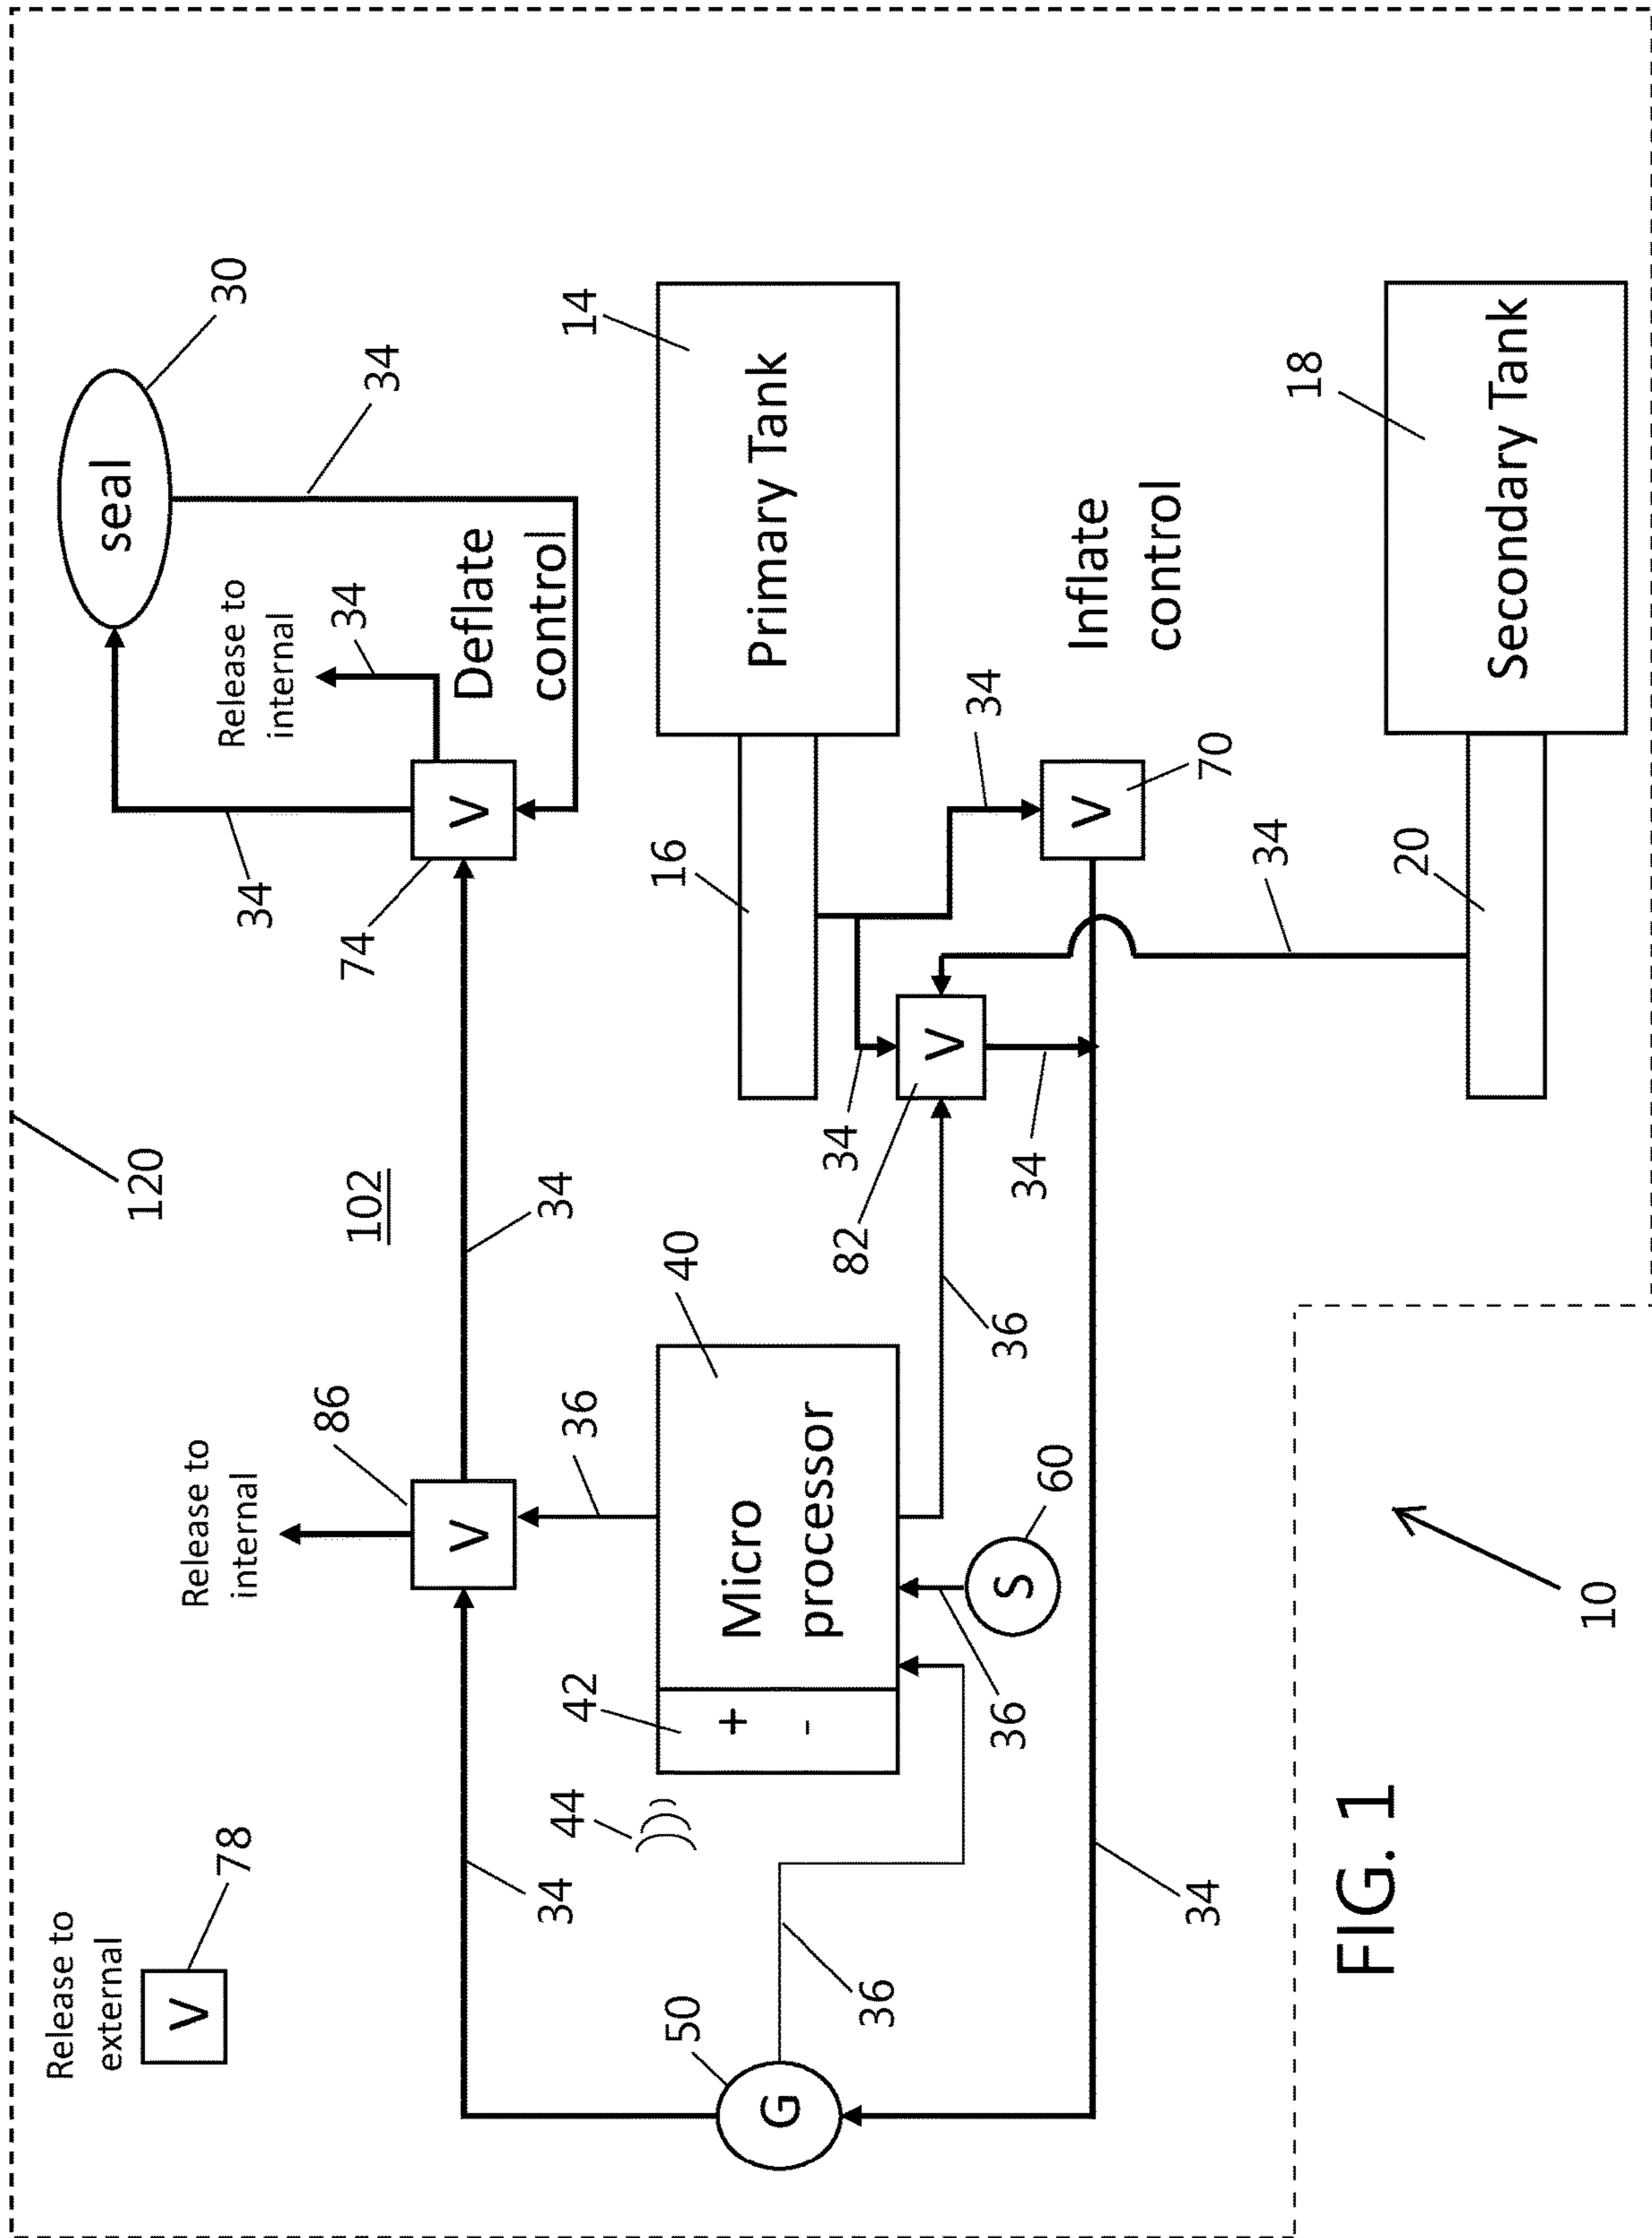 Release to
external
V
78
120
seal
30
Release to
internal
86
V
102
34
34
74
V
Release to
internal
34
34
Deflate
control
34
34
44
42
+
-
36
40
Micro
processor
50
G
36
14
16
Primary Tank
34
82
V
36
34
34
36
S
60
Inflate
control
V
70
34
34
18
20
Secondary Tank
FIG. 1
10